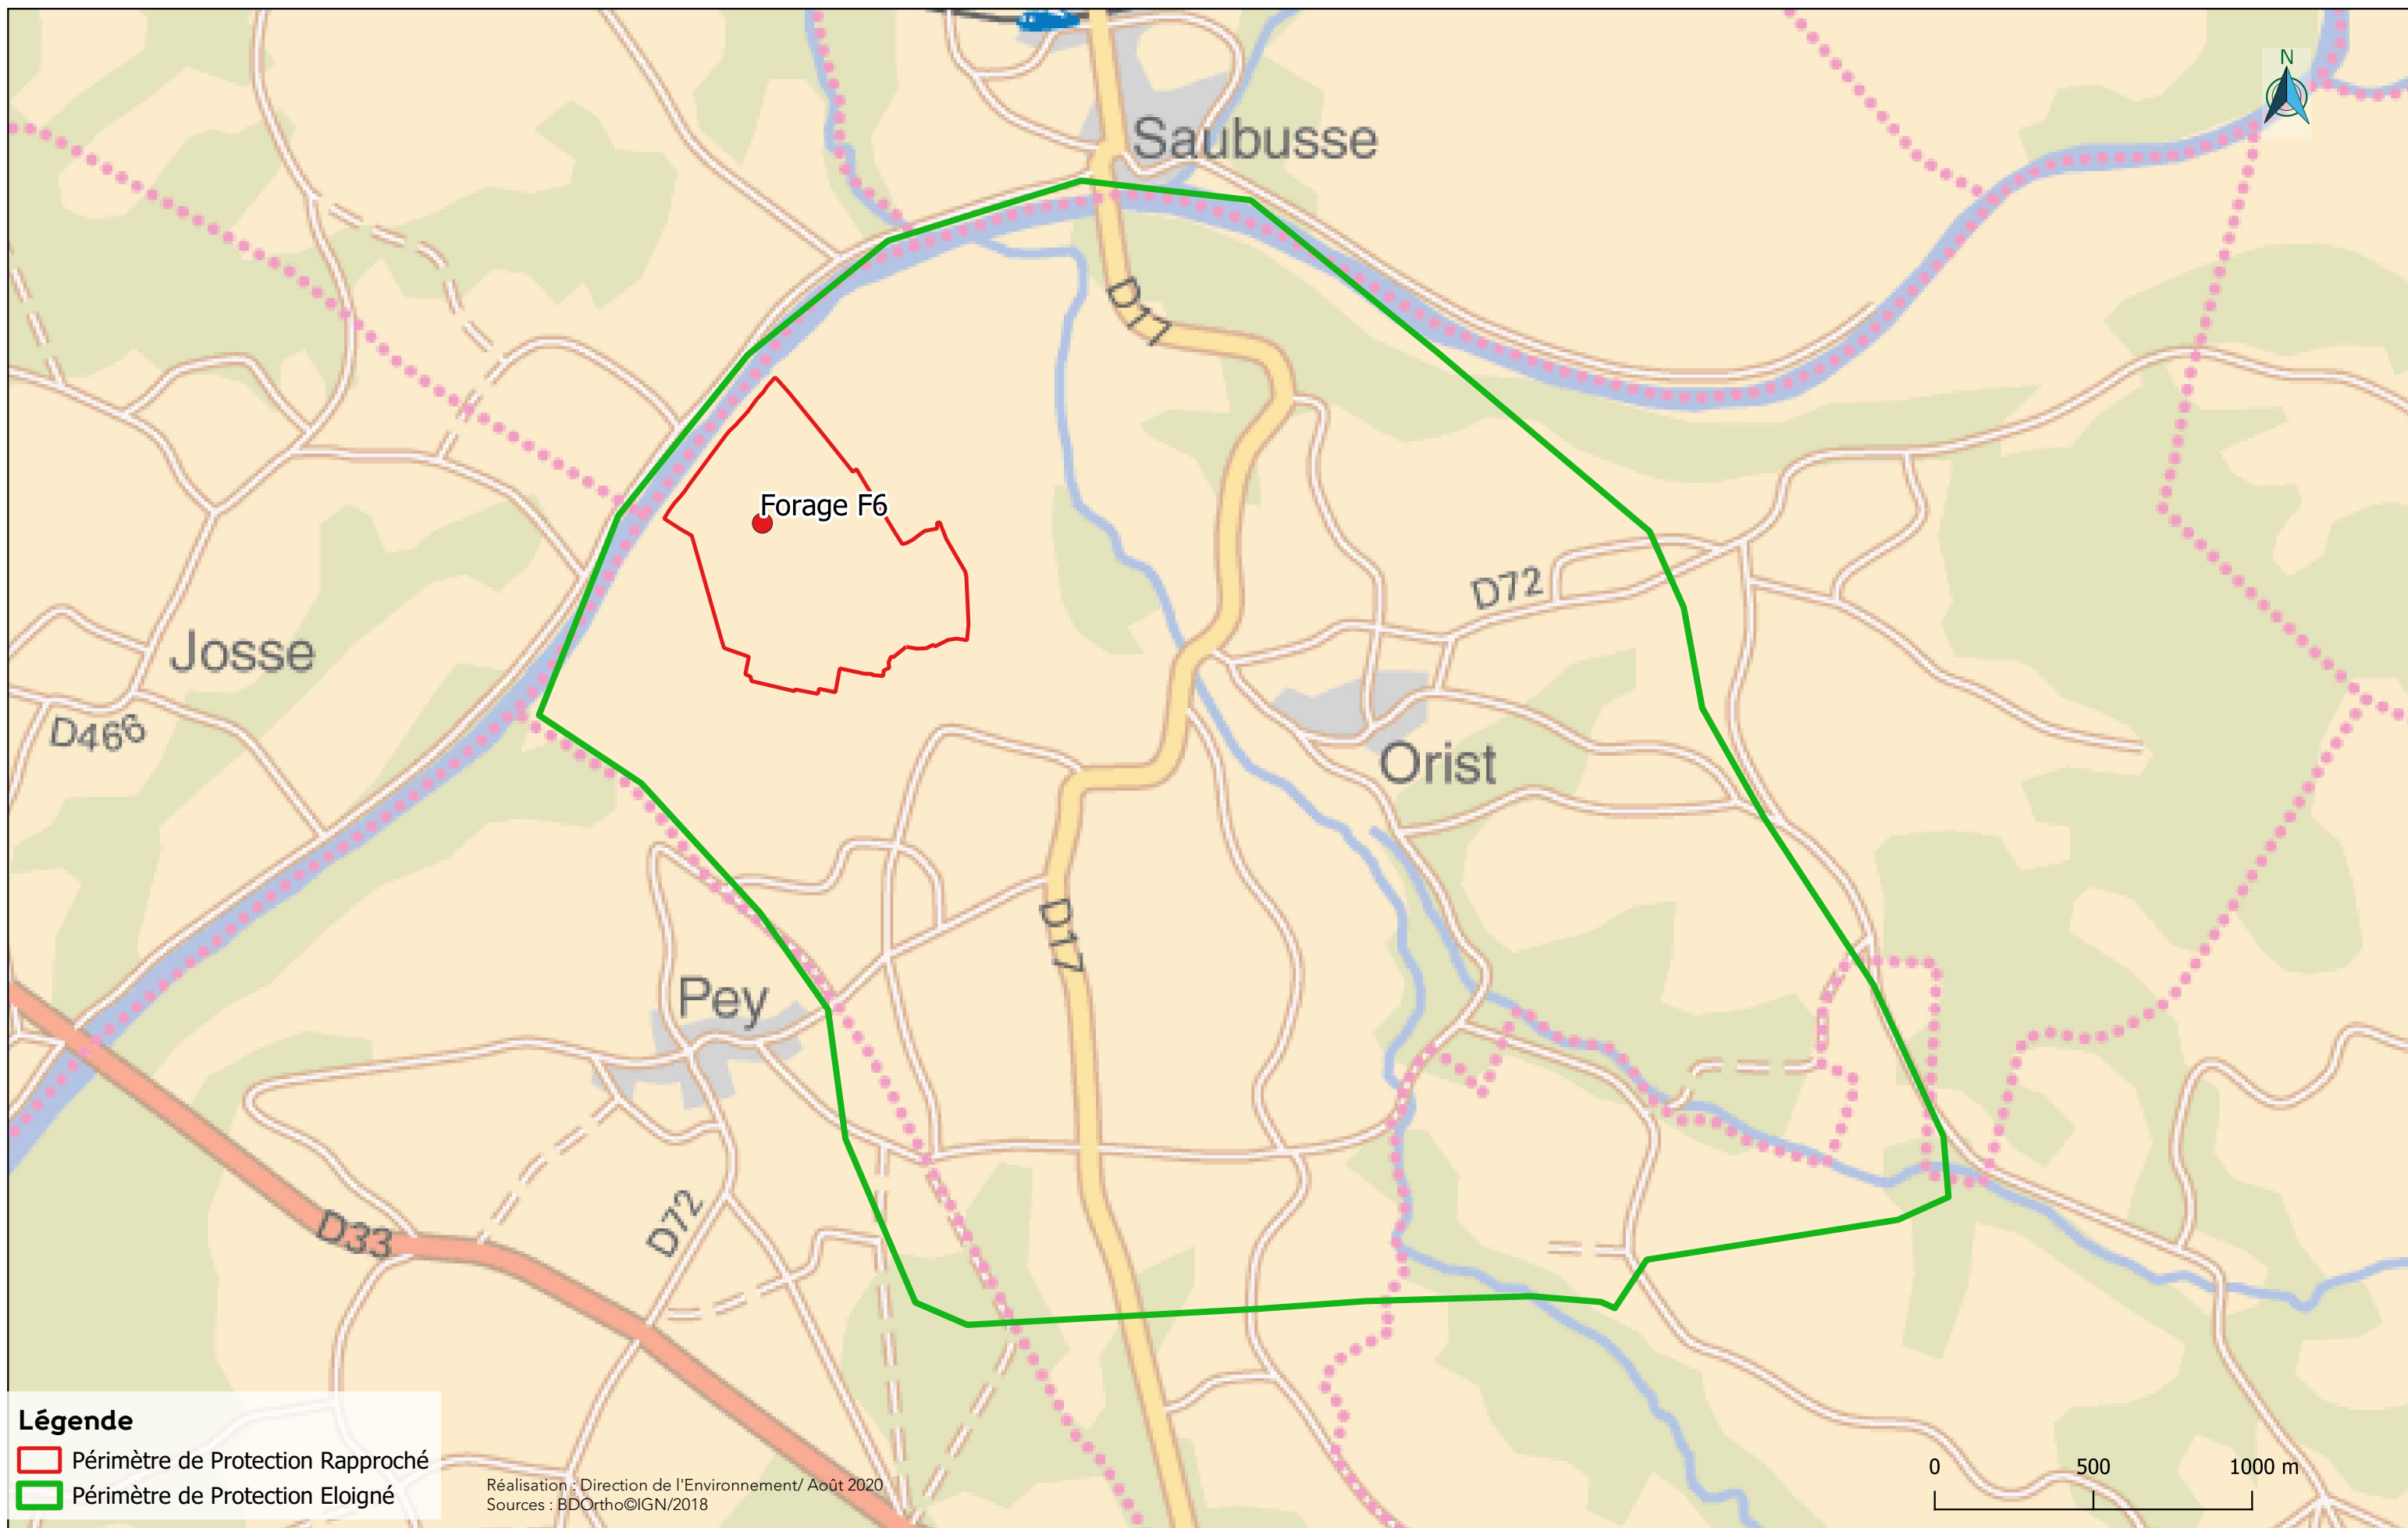 N
Saubusse
D17
Forage F6
D72
Josse
D466
Orist
D17
Pey
D72
D33
Légende
Périmètre de Protection Rapproché
Périmètre de Protection Eloigné
Réalisation : Direction de l'Environnement/ Août 2020
Sources : BDOrtho©IGN/2018
0 500 1000 m